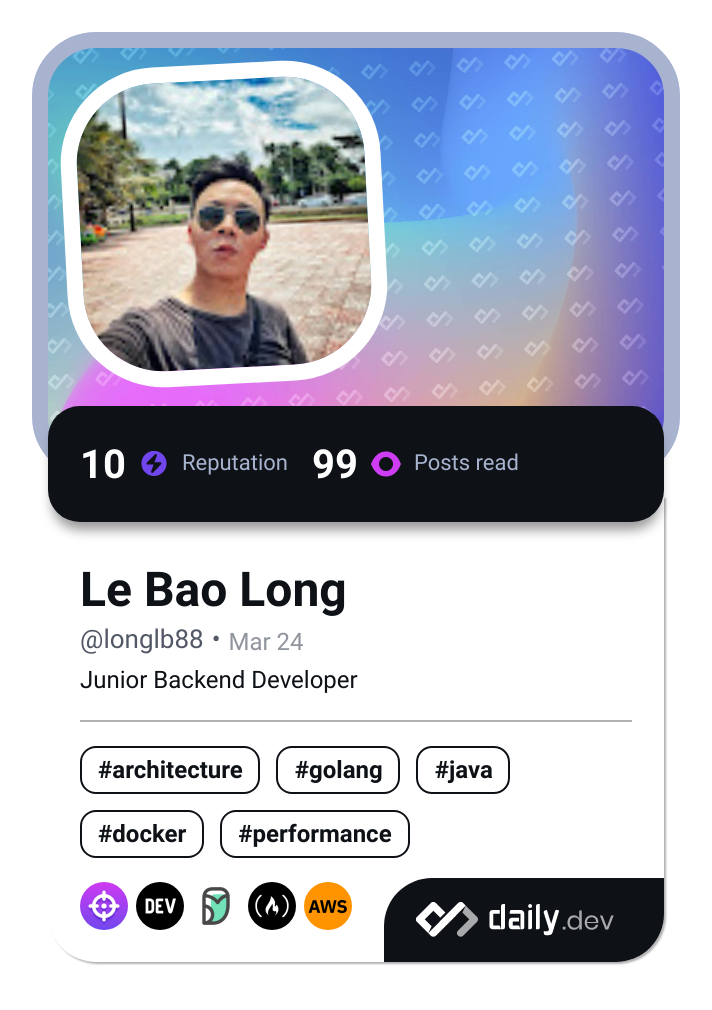 10 Reputation 99 Posts read
Le Bao Long
@longlb88 • Mar 24
Junior Backend Developer
#architecture #golang #java
#docker #performance
DEV AWS
daily.dev